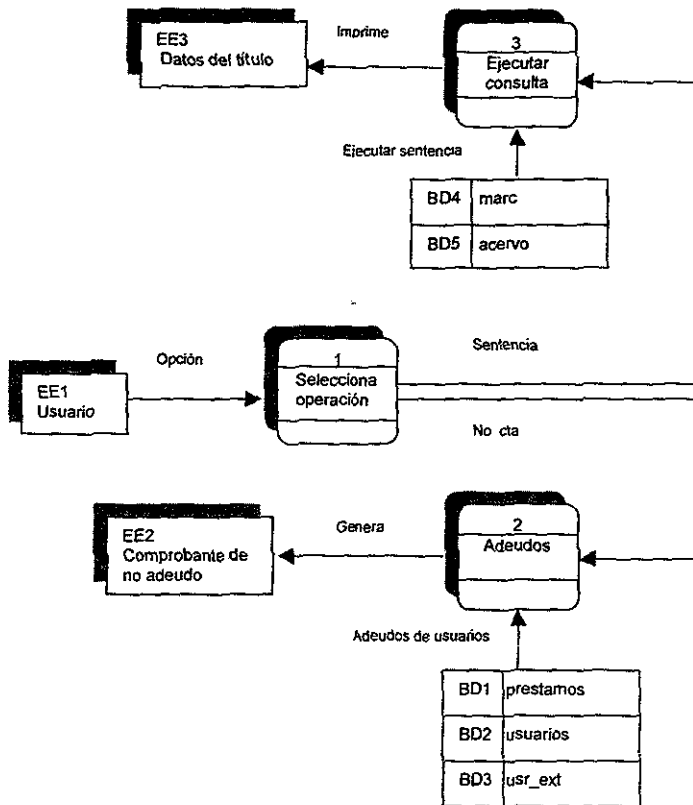 EE3
Datos del título
Imprime
3
Ejecutar
consulta
Ejecutar sentencia
BD4 marc
BD5 acervo
EE1
Usuario
Opción
1
Selecciona
operación
Sentencia
No cta
EE2
Comprobante de
no adeudo
Genera
2
Adeudos
Adeudos de usuarios
BD1 prestamos
BD2 usuarios
BD3 usr_ext